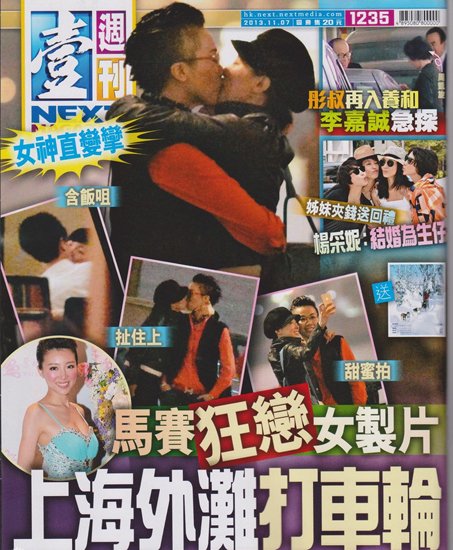 壹週刊
NEXT
hk.next.nextmedia.com
2013.11.07
零售20元
1235
女神直變攣
彤叔再入養和
李嘉誠急探
含飯咀
姊妹夾錢送回禮
楊采妮:結婚為生仔
送
扯住上
甜蜜拍
馬賽狂戀女製片
上海外灘打車輪